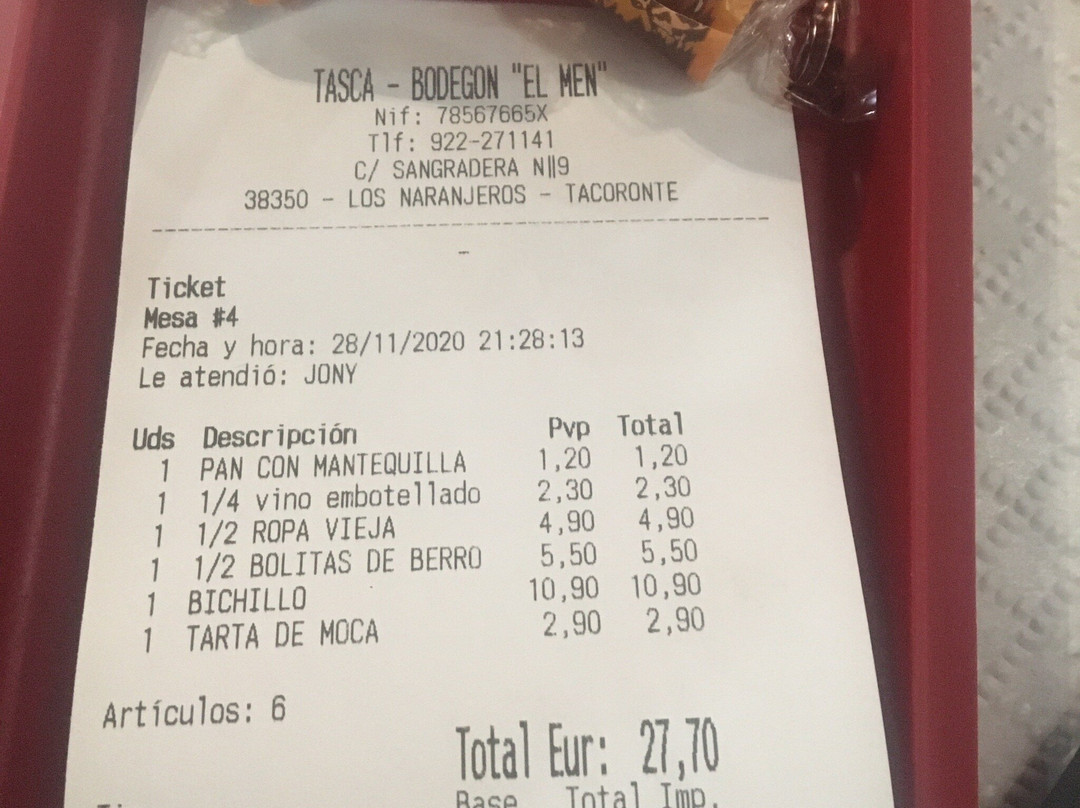 TASCA - BODEGON "EL MEN"
Nif: 78567665X
Tlf: 922-271141
C/ SANGRADERA N||9
38350 - LOS NARANJEROS - TACORONTE
-
Ticket
Mesa #4
Fecha y hora: 28/11/2020 21:28:13
Le atendió: JONY
Uds Descripción Pvp Total
1 PAN CON MANTEQUILLA 1,20 1,20
1 1/4 vino embotellado 2,30 2,30
1 1/2 ROPA VIEJA 4,90 4,90
1 1/2 BOLITAS DE BERRO 5,50 5,50
1 BICHILLO 10,90 10,90
1 TARTA DE MOCA 2,90 2,90
Artículos: 6
Total Eur: 27,70
Base Total Imp.